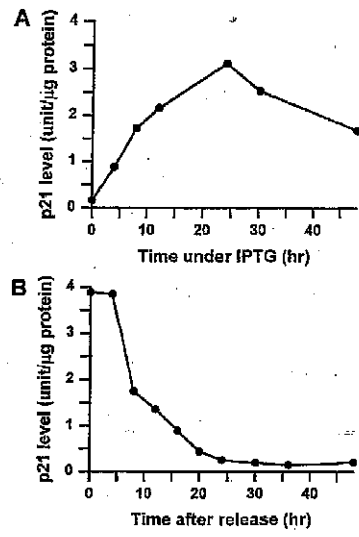 A
p21 level (unit/µg protein)
4
3
2
1
0
0 10 20 30 40
Time under IPTG (hr)
B
p21 level (unit/µg protein)
4
3
2
1
0
0 10 20 30 40
Time after release (hr)